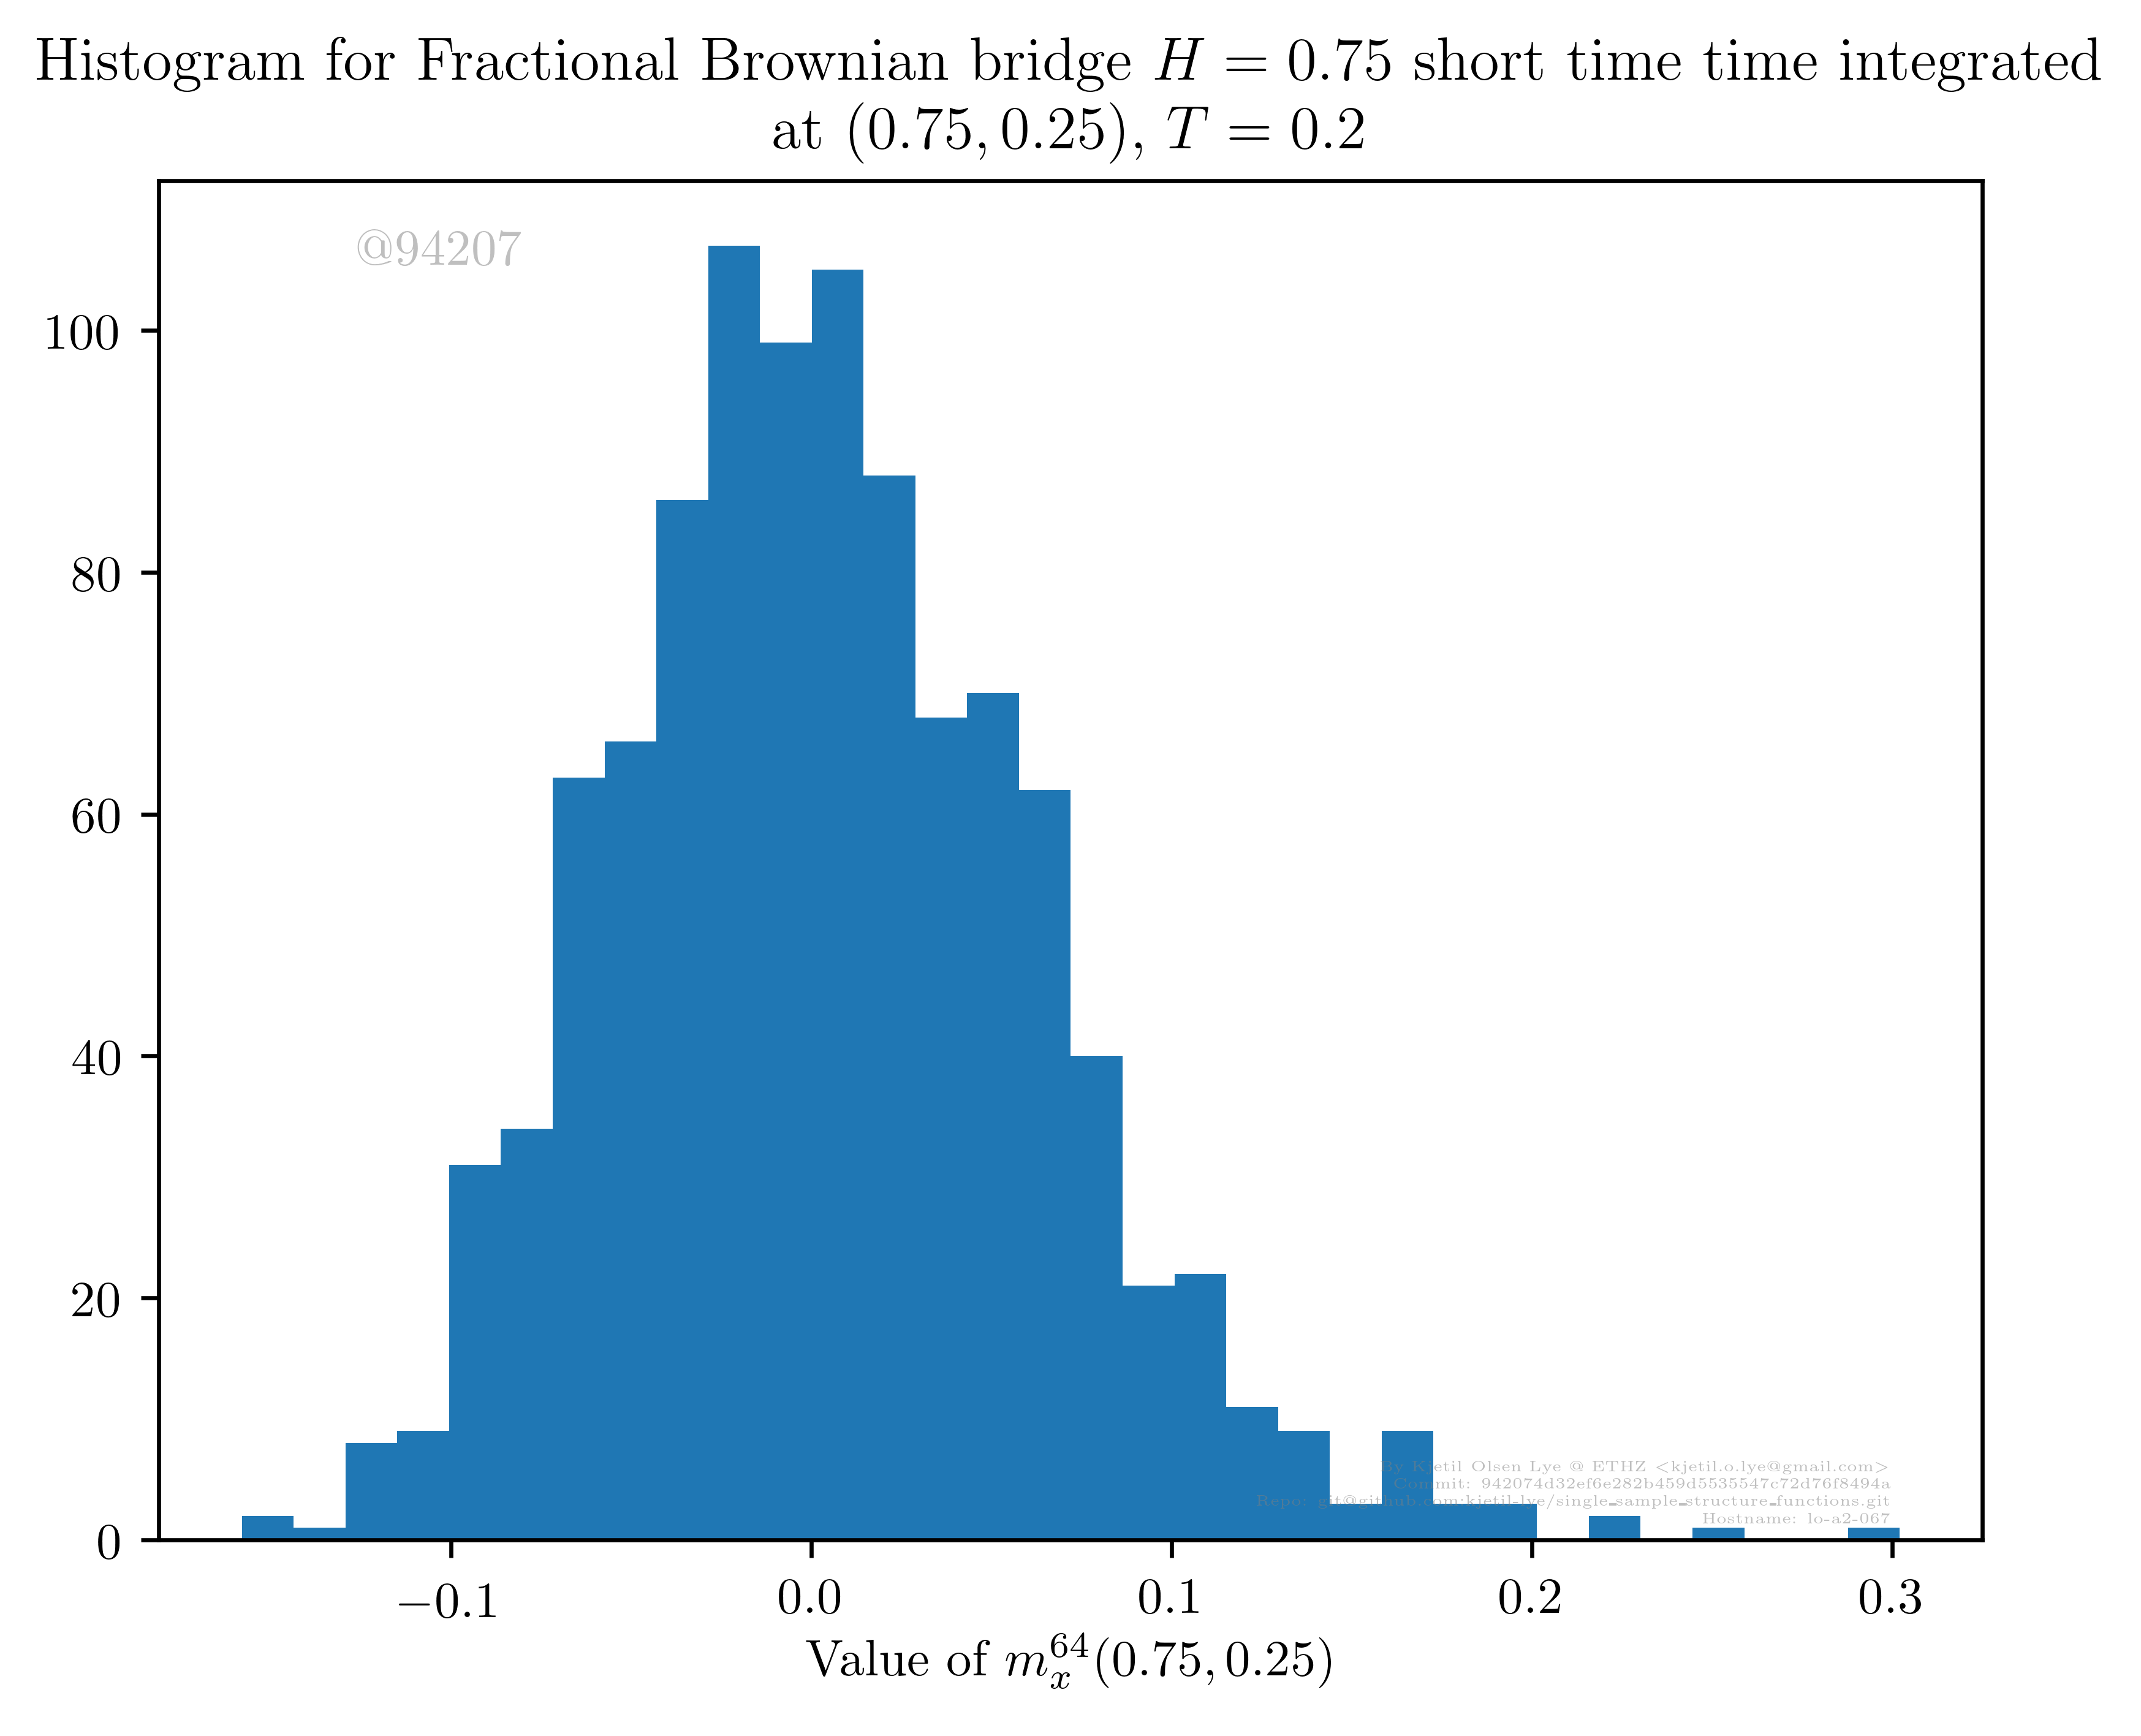 Histogram for Fractional Brownian bridge H = 0.75 short time time integrated
at (0.75, 0.25), T = 0.2
@94207
100
80
60
40
20
0
By Kjetil Olsen Lye @ ETHZ <kjetil.o.lye@gmail.com>
Commit: 942074d32ef6e282b459d5535547c72d76f8494a
Repo: git@github.com:kjetil-lye/single_sample_structure_functions.git
Hostname: lo-a2-067
−0.1 0.0 0.1 0.2 0.3
Value of m_x^64(0.75, 0.25)